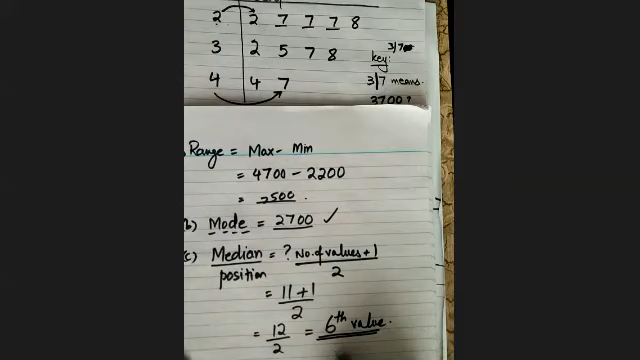 2 | 2 7 7 7 8
3 | 2 5 7 8
4 | 4 7
3/7
key:
3|7 means
3700?
Range = Max - Min
= 4700 - 2200
= 2500.
b) Mode = 2700 ✓
(c) Median position = ? No. of values + 1 / 2
= 11 + 1 / 2
= 12 / 2 = 6th value.